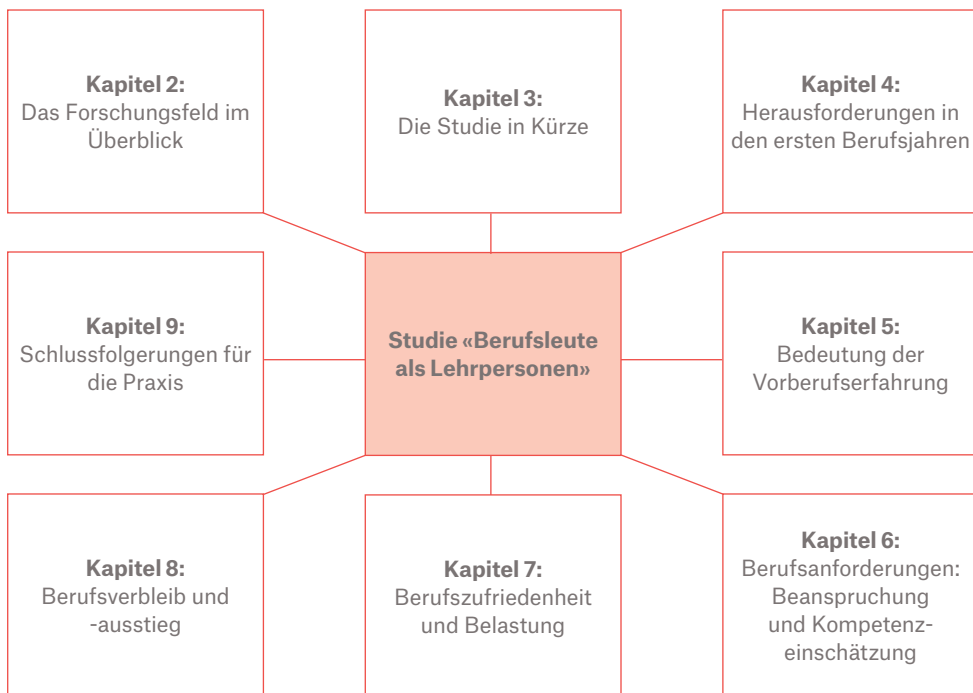 Kapitel 2:
Das Forschungsfeld im
Überblick
Kapitel 3:
Die Studie in Kürze
Kapitel 4:
Herausforderungen in
den ersten Berufsjahren
Kapitel 9:
Schlussfolgerungen für
die Praxis
Studie «Berufsleute
als Lehrpersonen»
Kapitel 5:
Bedeutung der
Vorberufserfahrung
Kapitel 8:
Berufsverbleib und
-ausstieg
Kapitel 7:
Berufszufriedenheit
und Belastung
Kapitel 6:
Berufsanforderungen:
Beanspruchung
und Kompetenz-
einschätzung